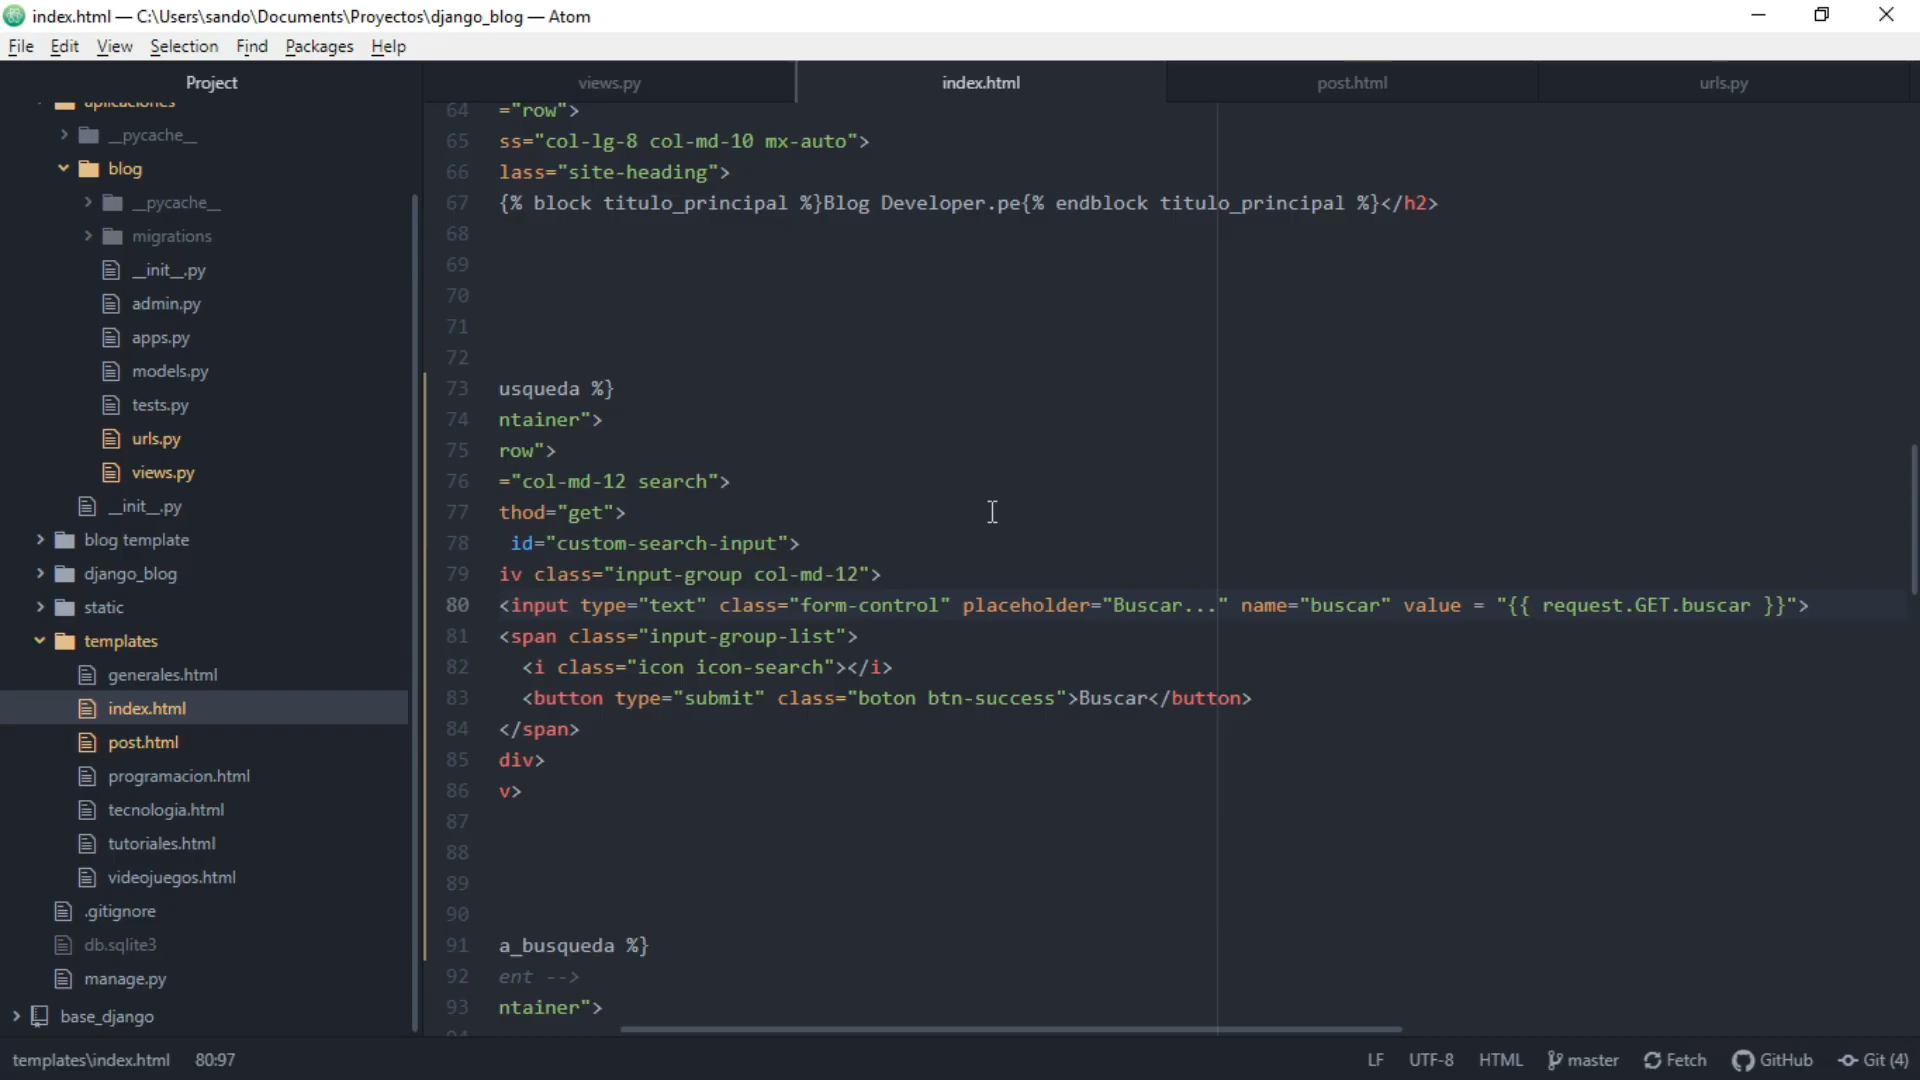 index.html — C:\Users\sando\Documents\Proyectos\django_blog — Atom
File Edit View Selection Find Packages Help
Project
views.py
index.html
post.html
urls.py
aplicaciones
__pycache__
blog
__pycache__
migrations
__init__.py
admin.py
apps.py
models.py
tests.py
urls.py
views.py
__init__.py
blog template
django_blog
static
templates
generales.html
index.html
post.html
programacion.html
tecnologia.html
tutoriales.html
videojuegos.html
.gitignore
db.sqlite3
manage.py
base_django
64 ="row">
65 ss="col-lg-8 col-md-10 mx-auto">
66 lass="site-heading">
67 {% block titulo_principal %}Blog Developer.pe{% endblock titulo_principal %}</h2>
68
69
70
71
72
73 usqueda %}
74 ntainer">
75 row">
76 ="col-md-12 search">
77 thod="get">
78 id="custom-search-input">
79 iv class="input-group col-md-12">
80 <input type="text" class="form-control" placeholder="Buscar..." name="buscar" value = "{{ request.GET.buscar }}">
81 <span class="input-group-list">
82 <i class="icon icon-search"></i>
83 <button type="submit" class="boton btn-success">Buscar</button>
84 </span>
85 div>
86 v>
87
88
89
90
91 a_busqueda %}
92 ent -->
93 ntainer">
94
templates\index.html 80:97
LF UTF-8 HTML master Fetch GitHub Git (4)